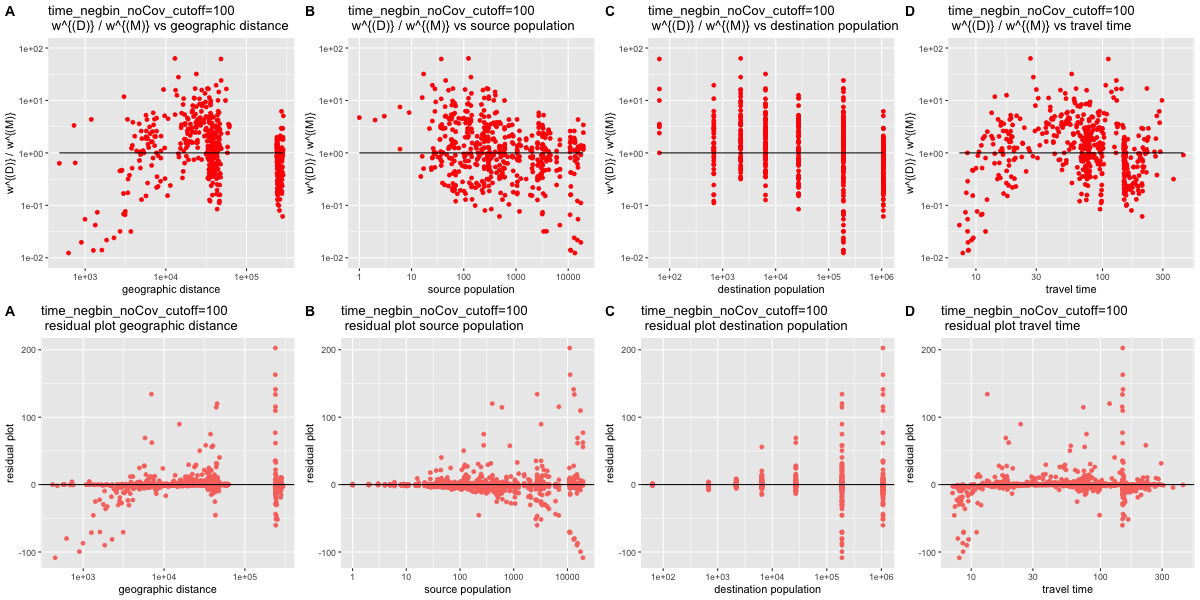 A
time_negbin_noCov_cutoff=100
w^{(D)} / w^{(M)} vs geographic distance
w^{(D)} / w^{(M)}
1e+02
1e+01
1e+00
1e-01
1e-02
1e+03
1e+04
1e+05
geographic distance
B
time_negbin_noCov_cutoff=100
w^{(D)} / w^{(M)} vs source population
w^{(D)} / w^{(M)}
1e+02
1e+01
1e+00
1e-01
1e-02
1
10
100
1000
10000
source population
C
time_negbin_noCov_cutoff=100
w^{(D)} / w^{(M)} vs destination population
w^{(D)} / w^{(M)}
1e+02
1e+01
1e+00
1e-01
1e-02
1e+02
1e+03
1e+04
1e+05
1e+06
destination population
D
time_negbin_noCov_cutoff=100
w^{(D)} / w^{(M)} vs travel time
w^{(D)} / w^{(M)}
1e+02
1e+01
1e+00
1e-01
1e-02
10
30
100
300
travel time
A
time_negbin_noCov_cutoff=100
residual plot geographic distance
residual plot
200
100
0
-100
1e+03
1e+04
1e+05
geographic distance
B
time_negbin_noCov_cutoff=100
residual plot source population
residual plot
200
100
0
-100
1
10
100
1000
10000
source population
C
time_negbin_noCov_cutoff=100
residual plot destination population
residual plot
200
100
0
-100
1e+02
1e+03
1e+04
1e+05
1e+06
destination population
D
time_negbin_noCov_cutoff=100
residual plot travel time
residual plot
200
100
0
-100
10
30
100
300
travel time